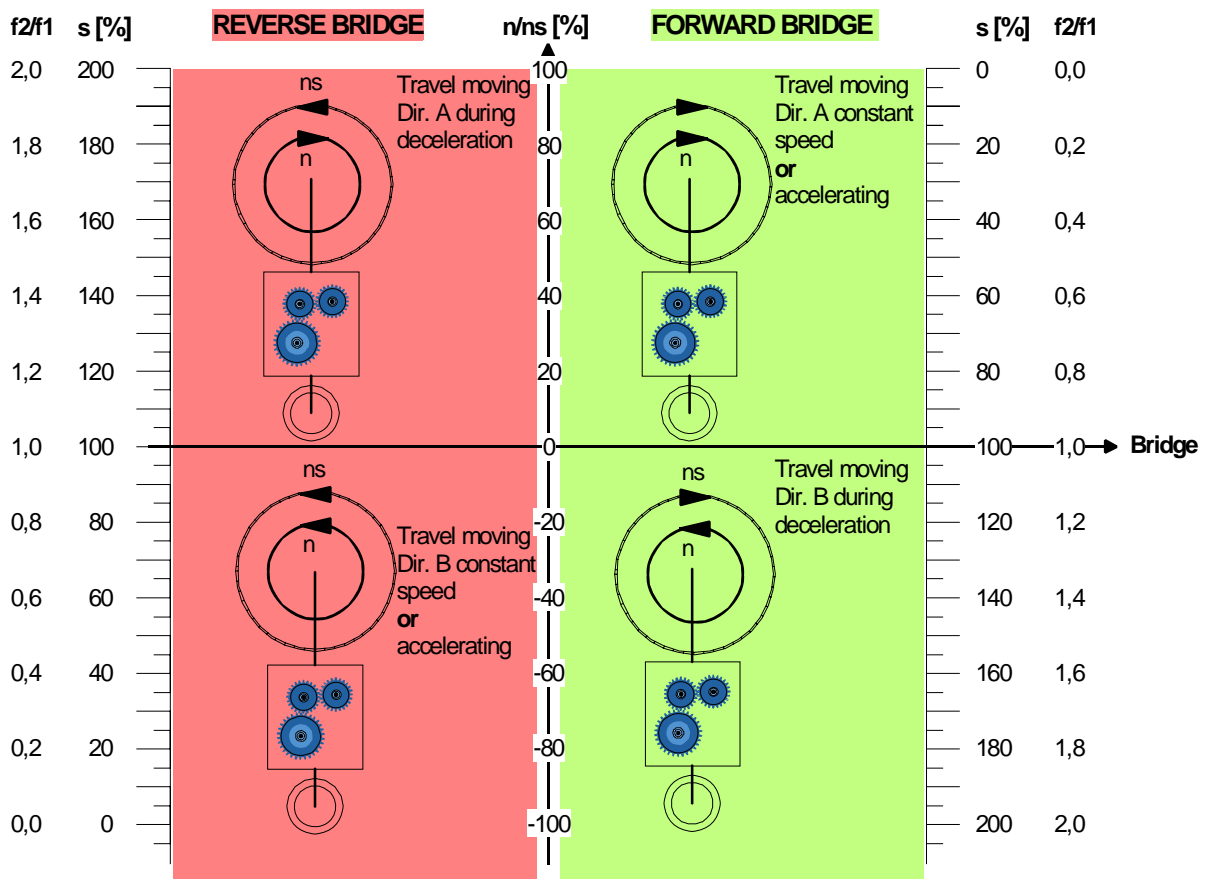 f2/f1 s [%] REVERSE BRIDGE n/ns [%] FORWARD BRIDGE s [%] f2/f1
2,0 200 100 0 0,0
ns
Travel moving
Dir. A during
deceleration
n
Travel moving
Dir. A constant
speed
or
accelerating
n
1,8 180 80 20 0,2
1,6 160 60 40 0,4
1,4 140 40 60 0,6
1,2 120 20 80 0,8
1,0 100 0 100 1,0 Bridge
ns
n
Travel moving
Dir. B constant
speed
or
accelerating
ns
n
Travel moving
Dir. B during
deceleration
0,8 80 -20 120 1,2
0,6 60 -40 140 1,4
0,4 40 -60 160 1,6
0,2 20 -80 180 1,8
0,0 0 -100 200 2,0